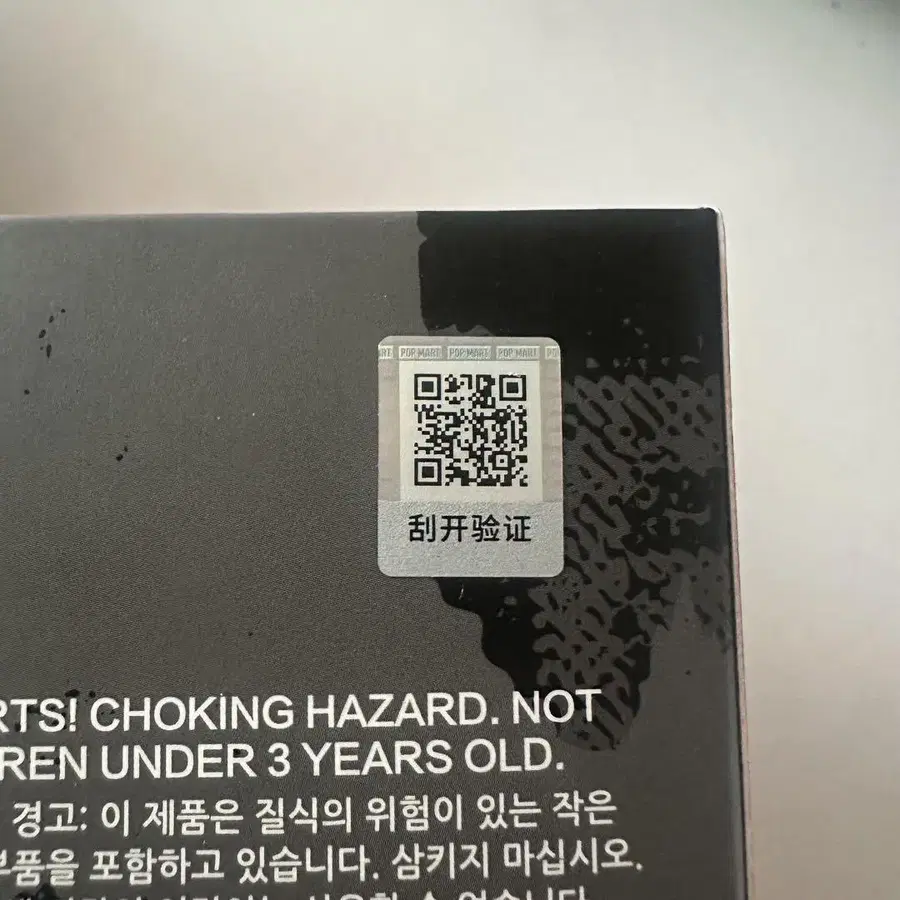 POP MART POP MART POP MART
刮开验证
RTS! CHOKING HAZARD. NOT
REN UNDER 3 YEARS OLD.
경고: 이 제품은 질식의 위험이 있는 작은
부품을 포함하고 있습니다. 삼키지 마십시오.